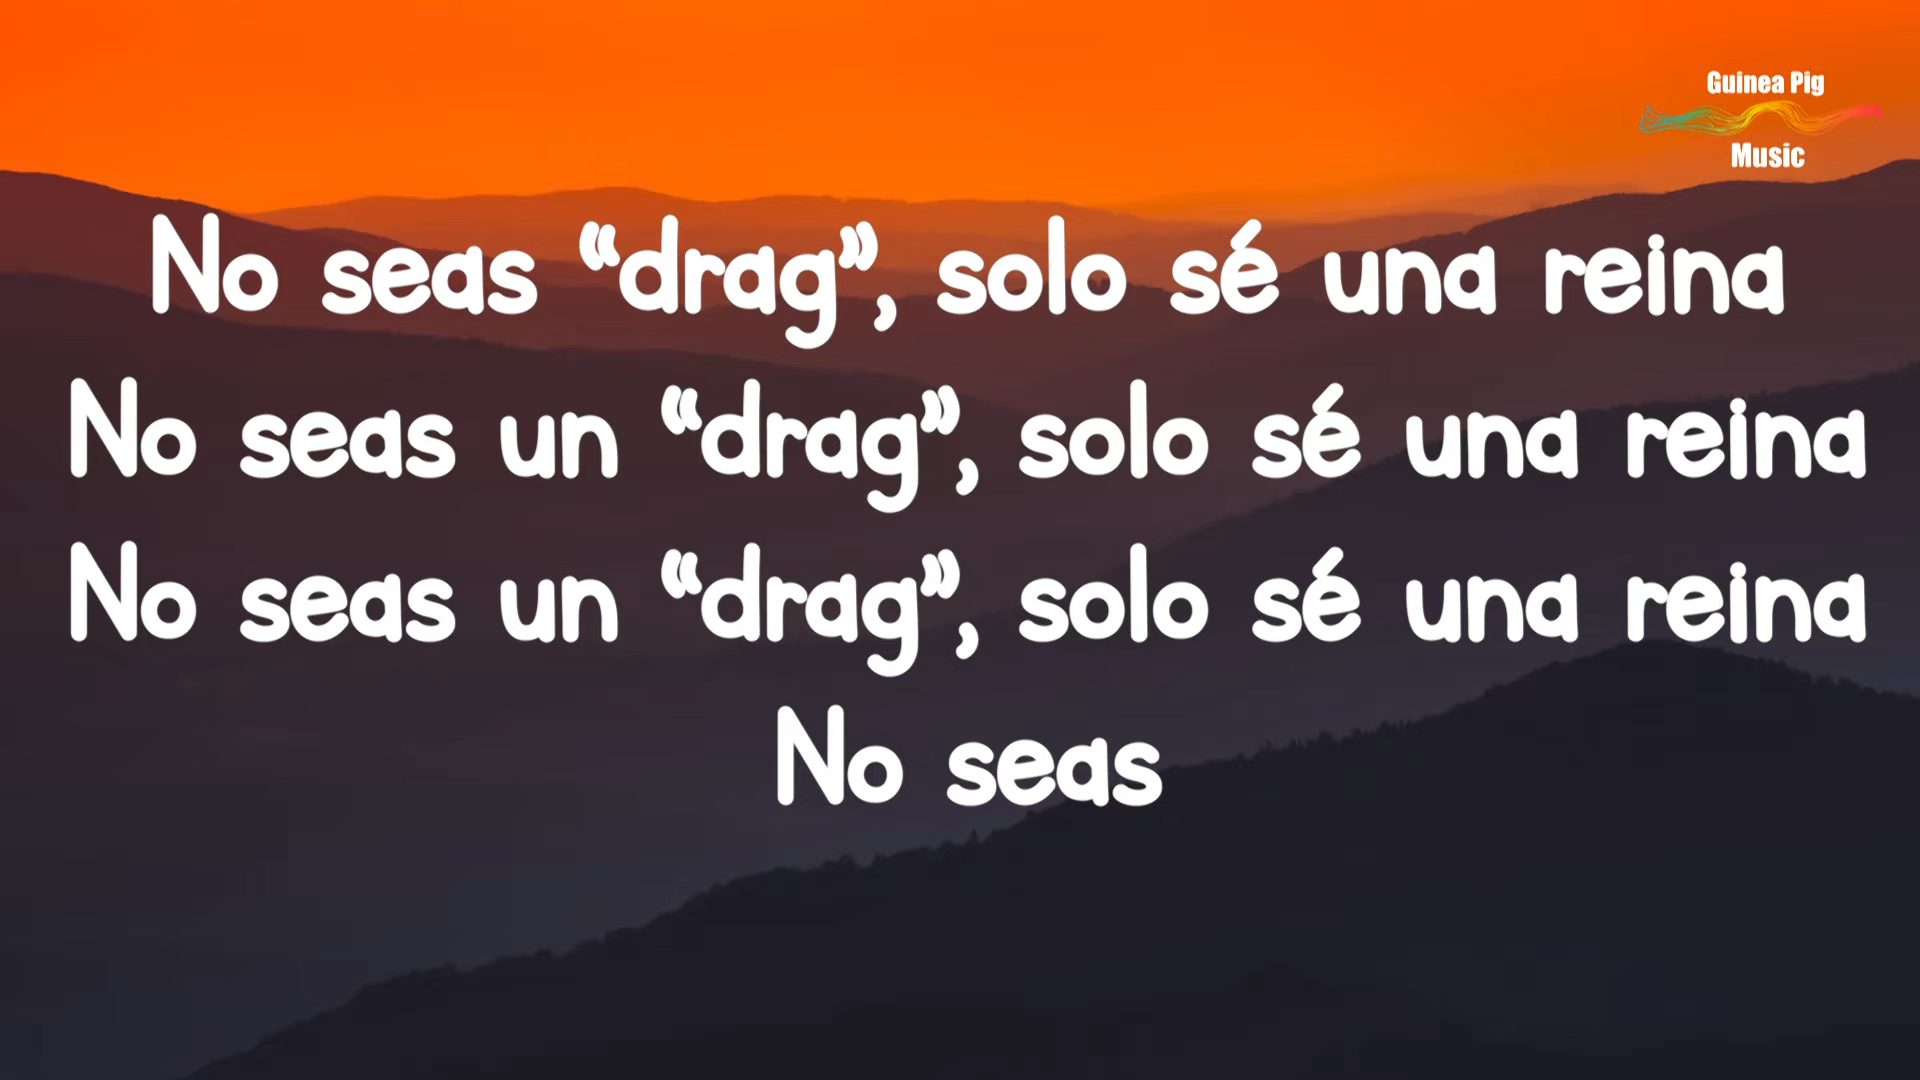 Guinea Pig
Music
No seas “drag”, solo sé una reina
No seas un “drag”, solo sé una reina
No seas un “drag”, solo sé una reina
No seas